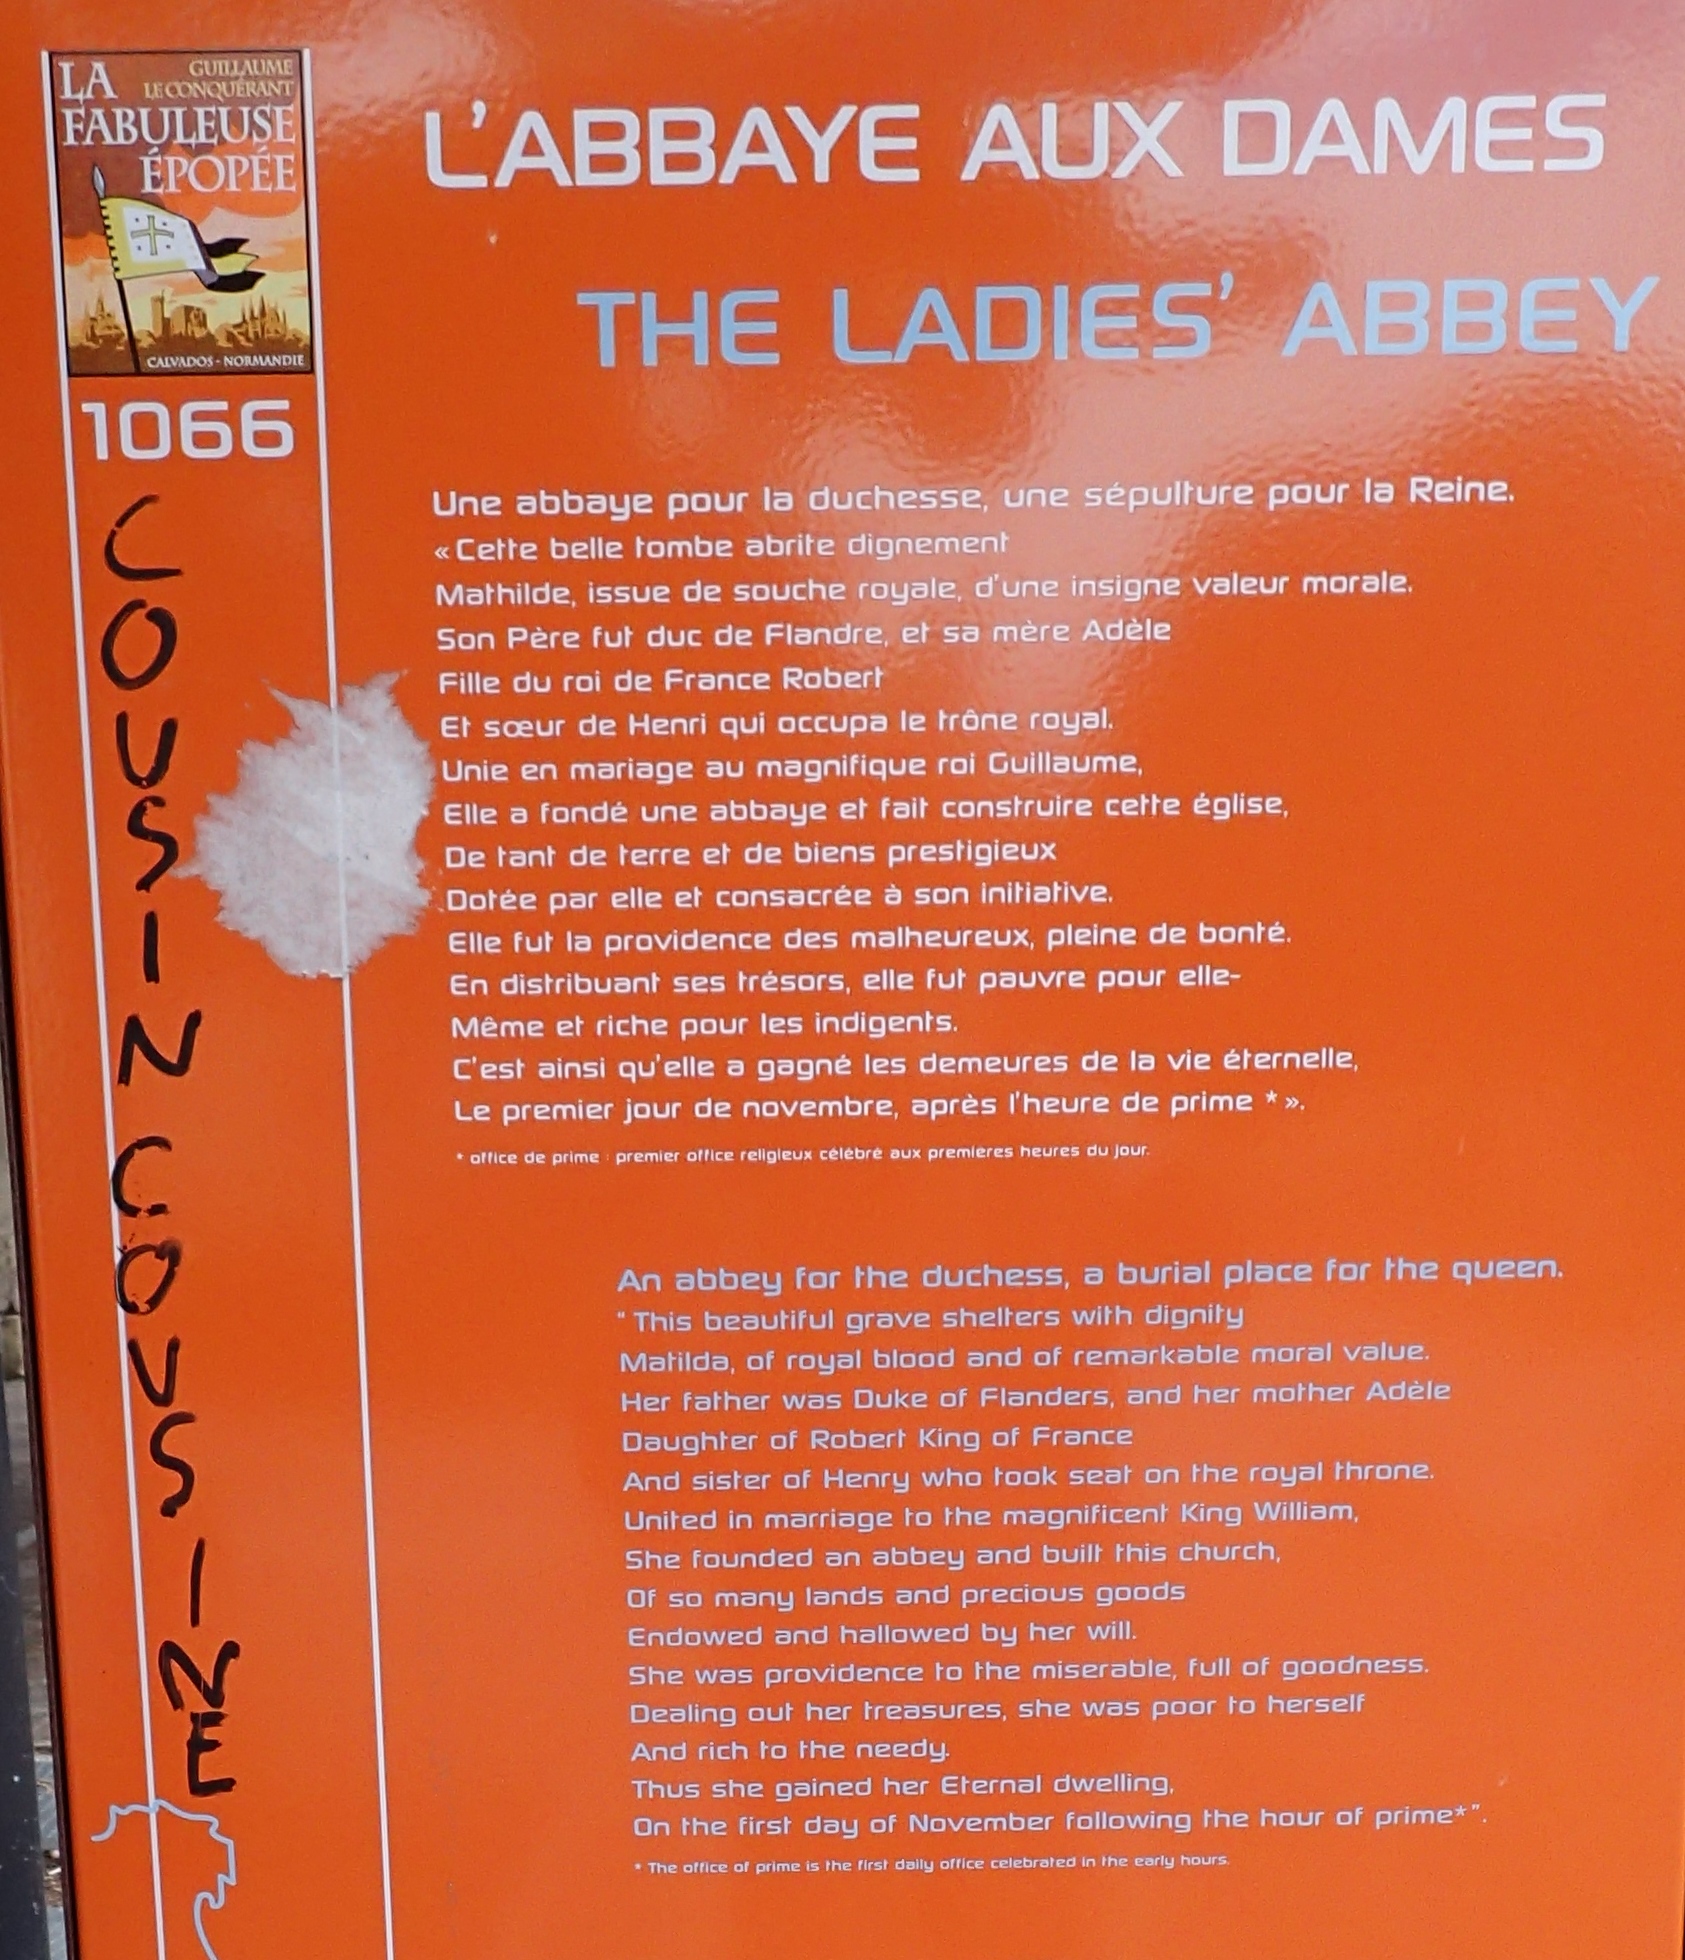 LA
GUILLAUME
LE CONQUÉRANT
FABULEUSE
ÉPOPÉE
CALVADOS - NORMANDIE
1066
COUSIN COUSINE
L'ABBAYE AUX DAMES
THE LADIES' ABBEY
Une abbaye pour la duchesse, une sépulture pour la Reine.
« Cette belle tombe abrite dignement
Mathilde, issue de souche royale, d'une insigne valeur morale.
Son Père fut duc de Flandre, et sa mère Adèle
Fille du roi de France Robert
Et sœur de Henri qui occupa le trône royal.
Unie en mariage au magnifique roi Guillaume,
Elle a fondé une abbaye et fait construire cette église,
De tant de terre et de biens prestigieux
Dotée par elle et consacrée à son initiative.
Elle fut la providence des malheureux, pleine de bonté.
En distribuant ses trésors, elle fut pauvre pour elle-
Même et riche pour les indigents.
C'est ainsi qu'elle a gagné les demeures de la vie éternelle,
Le premier jour de novembre, après l'heure de prime * ».
* office de prime : premier office religieux célébré aux premières heures du jour.
An abbey for the duchess, a burial place for the queen.
" This beautiful grave shelters with dignity
Matilda, of royal blood and of remarkable moral value.
Her father was Duke of Flanders, and her mother Adèle
Daughter of Robert King of France
And sister of Henry who took seat on the royal throne.
United in marriage to the magnificent King William,
She founded an abbey and built this church,
Of so many lands and precious goods
Endowed and hallowed by her will.
She was providence to the miserable, full of goodness.
Dealing out her treasures, she was poor to herself
And rich to the needy.
Thus she gained her Eternal dwelling,
On the first day of November following the hour of prime*".
* The office of prime is the first daily office celebrated in the early hours.